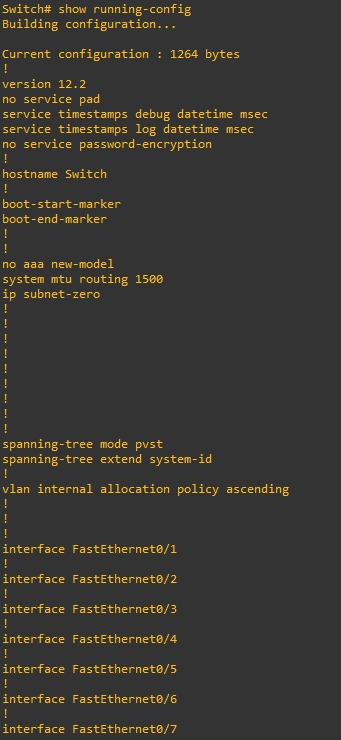 Switch# show running-config
Building configuration...
Current configuration : 1264 bytes
!
version 12.2
no service pad
service timestamps debug datetime msec
service timestamps log datetime msec
no service password-encryption
!
hostname Switch
!
boot-start-marker
boot-end-marker
!
!
no aaa new-model
system mtu routing 1500
ip subnet-zero
!
!
!
!
!
!
!
!
!
spanning-tree mode pvst
spanning-tree extend system-id
!
vlan internal allocation policy ascending
!
!
!
interface FastEthernet0/1
!
interface FastEthernet0/2
!
interface FastEthernet0/3
!
interface FastEthernet0/4
!
interface FastEthernet0/5
!
interface FastEthernet0/6
!
interface FastEthernet0/7